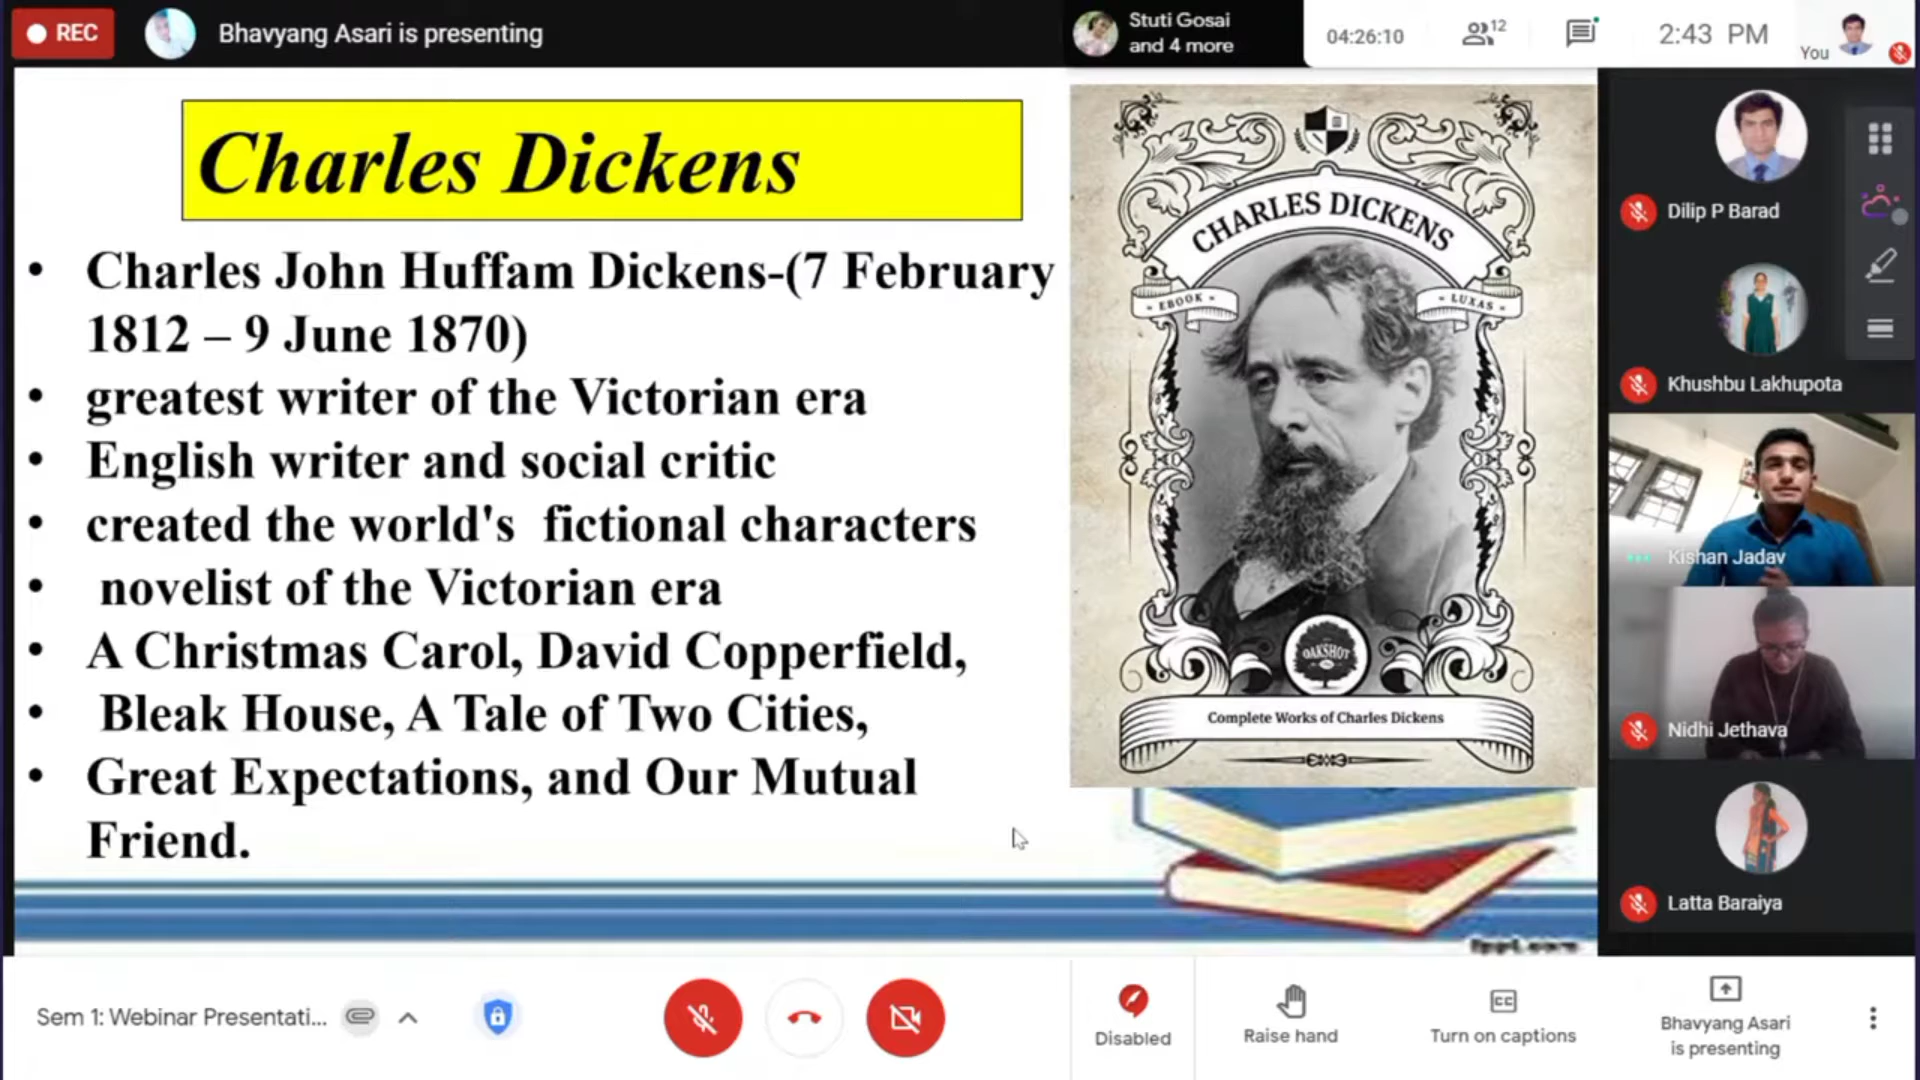 REC
Bhavyang Asari is presenting
Stuti Gosai
and 4 more
04:26:10
12
2:43 PM
You
Charles Dickens
• Charles John Huffam Dickens-(7 February
1812 – 9 June 1870)
• greatest writer of the Victorian era
• English writer and social critic
• created the world's fictional characters
• novelist of the Victorian era
• A Christmas Carol, David Copperfield,
• Bleak House, A Tale of Two Cities,
• Great Expectations, and Our Mutual
Friend.
CHARLES DICKENS
EBOOK
LUXAS
OAKSHOT
Complete Works of Charles Dickens
Dilip P Barad
Khushbu Lakhupota
Kishan Jadav
Nidhi Jethava
Latta Baraiya
Sem 1: Webinar Presentati...
Disabled
Raise hand
CC
Turn on captions
Bhavyang Asari
is presenting